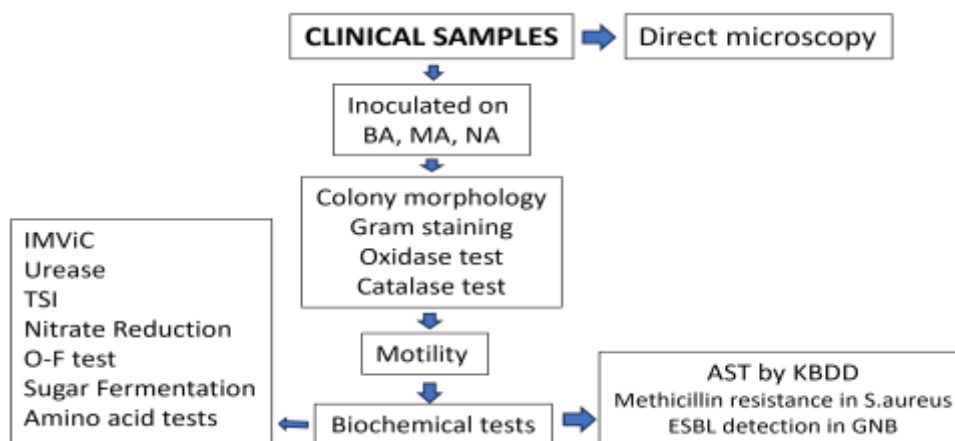 CLINICAL SAMPLES
Direct microscopy
Inoculated on
BA, MA, NA
Colony morphology
Gram staining
Oxidase test
Catalase test
Motility
Biochemical tests
IMViC
Urease
TSI
Nitrate Reduction
O-F test
Sugar Fermentation
Amino acid tests
AST by KBDD
Methicillin resistance in S.aureus
ESBL detection in GNB